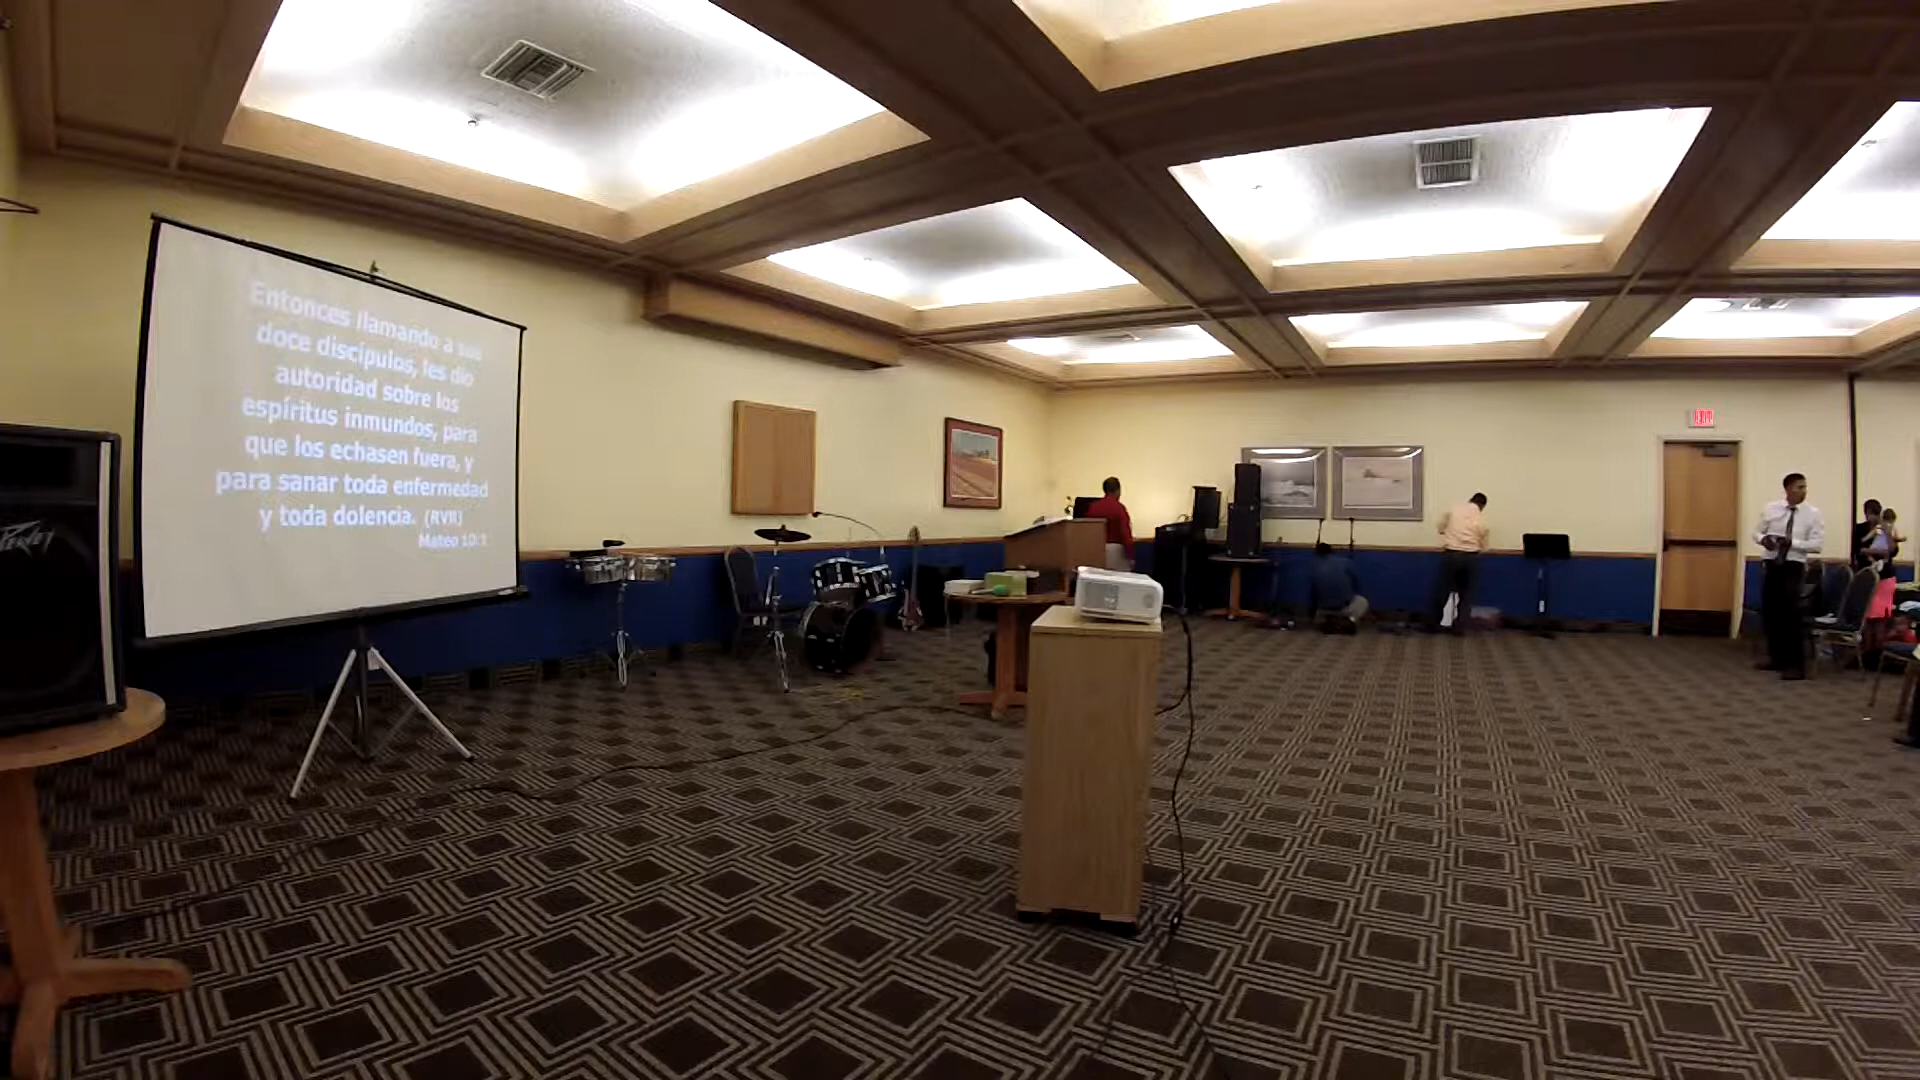 Entonces llamando a sus
doce discípulos, les dio
autoridad sobre los
espíritus inmundos, para
que los echasen fuera, y
para sanar toda enfermedad
y toda dolencia. (RVR)
Mateo 10:1
PEAVEY
EXIT